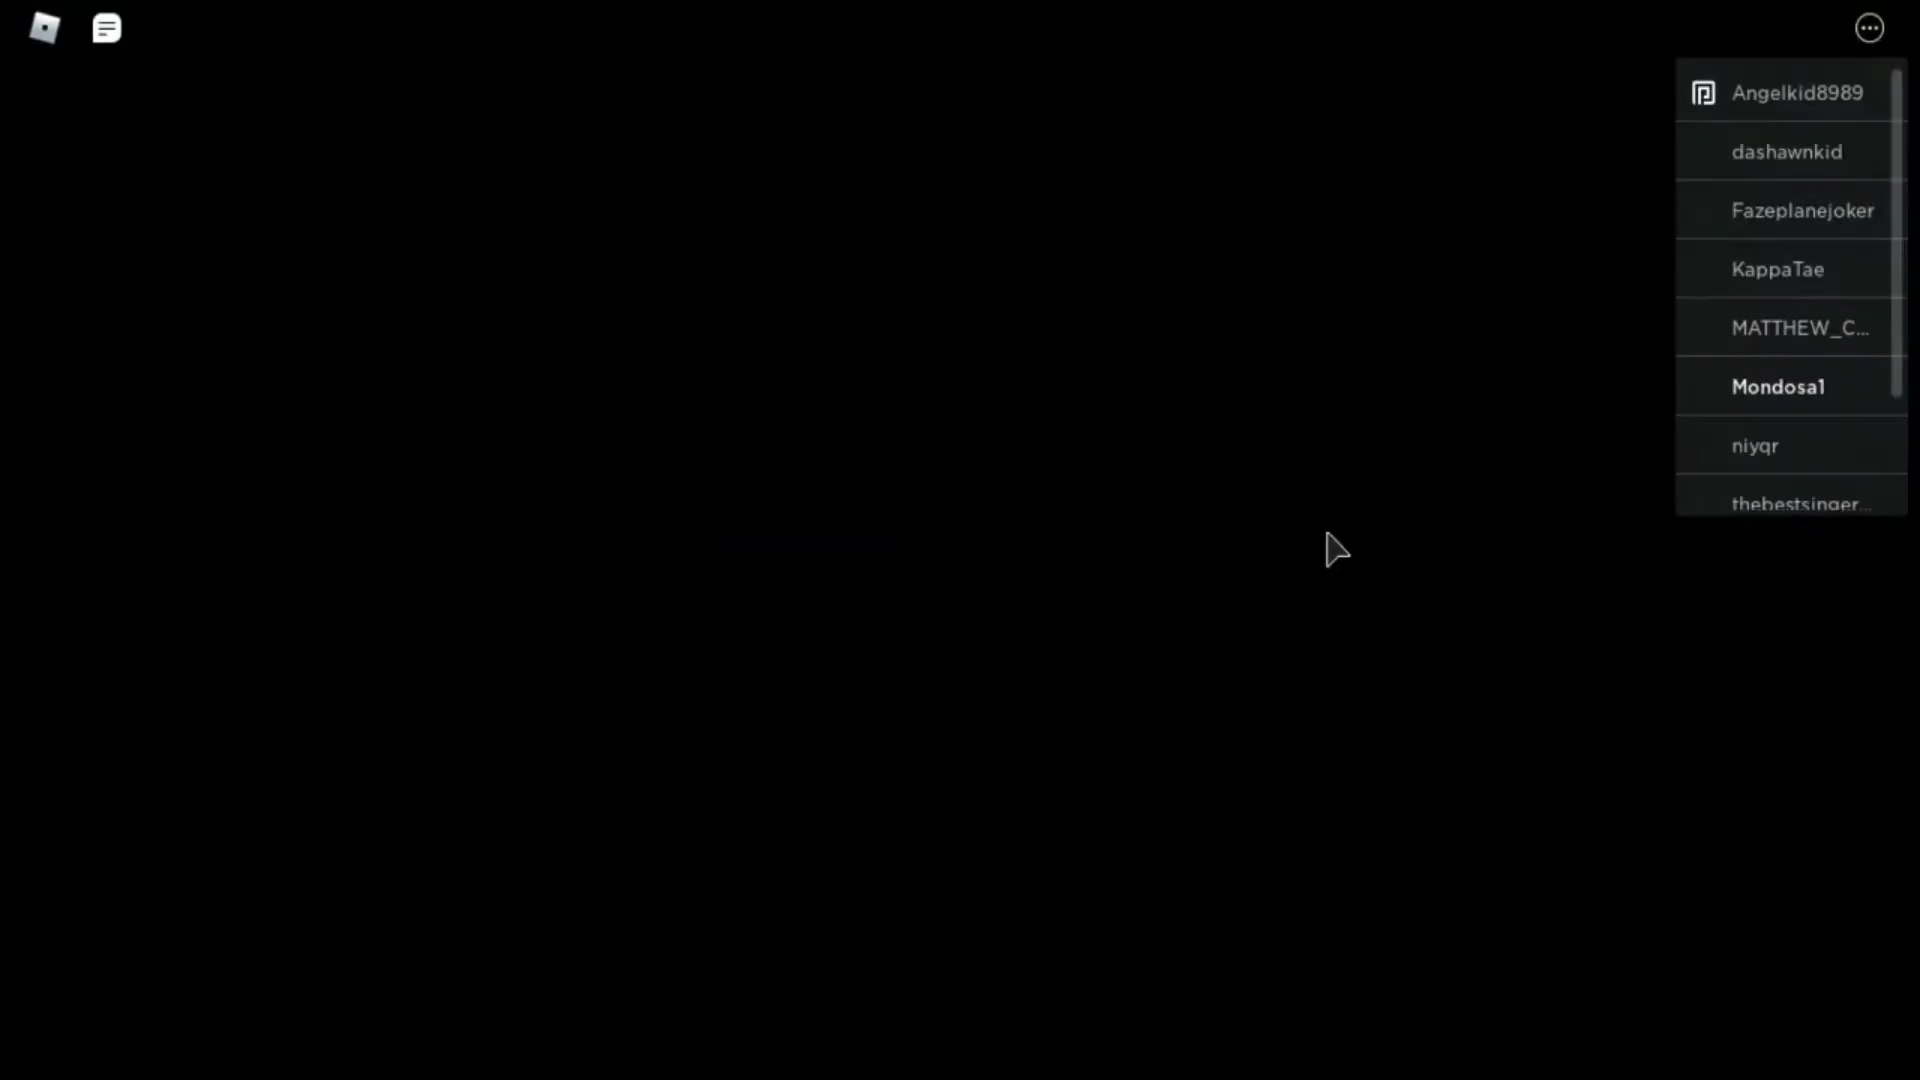 Angelkid8989
dashawnkid
Fazeplanejoker
KappaTae
MATTHEW_C...
Mondosa1
niyqr
thebestsinger...